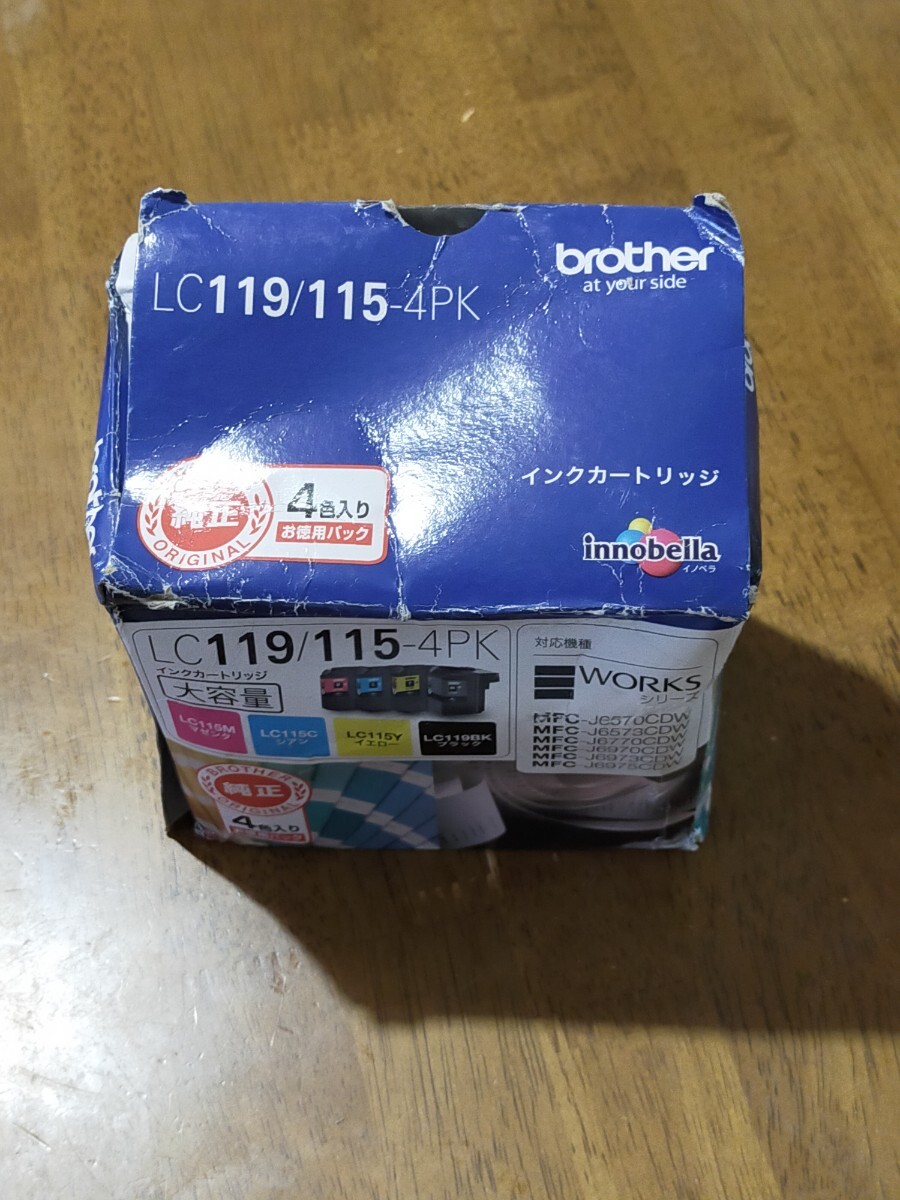 LC119/115-4PK
brother
at your side
インクカートリッジ
純正
ORIGINAL
4色入り
お徳用パック
innobella
イノベラ
brother
LC119/115-4PK
インクカートリッジ
大容量
LC115M
マゼンタ
LC115C
シアン
LC115Y
イエロー
LC119BK
ブラック
対応機種
WORKS
シリーズ
MFC-J6570CDW
MFC-J6573CDW
MFC-J6770CDW
MFC-J6970CDW
MFC-J6973CDW
MFC-J6975CDW
BROTHER
純正
ORIGINAL
4色入り